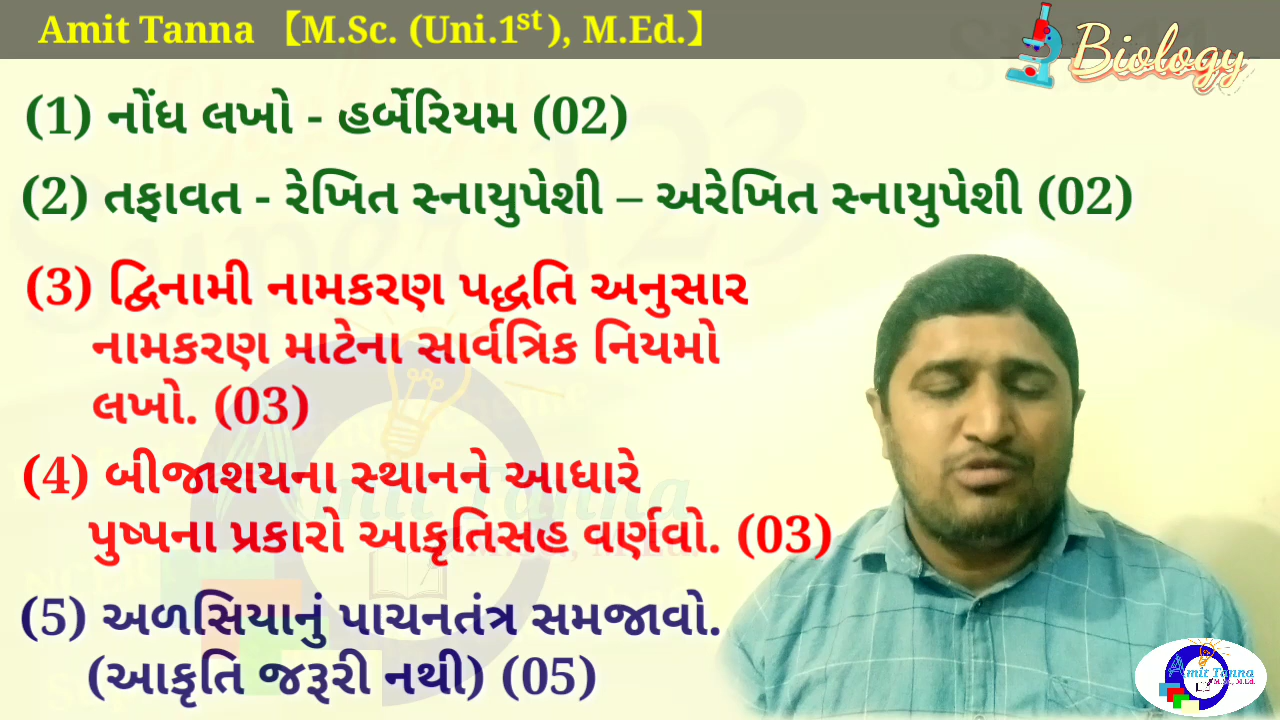 Amit Tanna 【M.Sc. (Uni.1st), M.Ed.】
Biology
(1) નોંધ લખો - હર્બેરિયમ (02)
(2) તફાવત - રેખિત સ્નાયુપેશી – અરેખિત સ્નાયુપેશી (02)
(3) દ્વિનામી નામકરણ પદ્ધતિ અનુસાર
નામકરણ માટેના સાર્વત્રિક નિયમો
લખો. (03)
(4) બીજાશયના સ્થાનને આધારે
પુષ્પના પ્રકારો આકૃતિસહ વર્ણવો. (03)
(5) અળસિયાનું પાચનતંત્ર સમજાવો.
(આકૃતિ જરૂરી નથી) (05)
Amit Tanna
M.Sc., M.Ed.